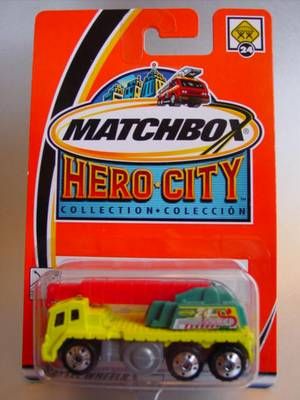 24
MATCHBOX
HERO·CITY
COLLECTION • COLECCIÓN